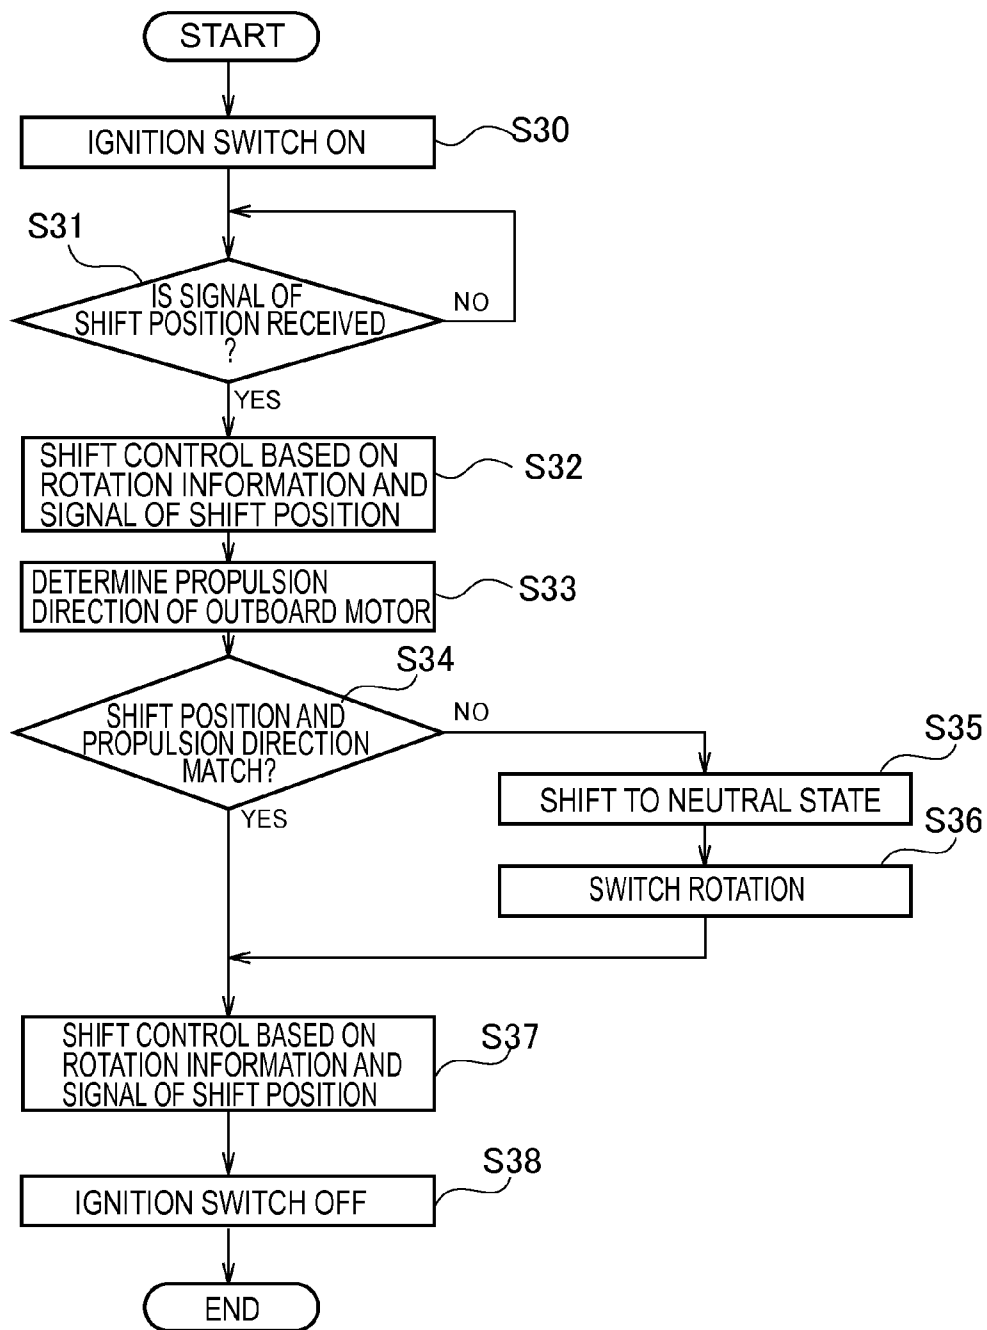 START
IGNITION SWITCH ON
S30
S31
IS SIGNAL OF
SHIFT POSITION RECEIVED
?
NO
YES
SHIFT CONTROL BASED ON
ROTATION INFORMATION AND
SIGNAL OF SHIFT POSITION
S32
DETERMINE PROPULSION
DIRECTION OF OUTBOARD MOTOR
S33
S34
SHIFT POSITION AND
PROPULSION DIRECTION
MATCH?
NO
YES
S35
SHIFT TO NEUTRAL STATE
S36
SWITCH ROTATION
SHIFT CONTROL BASED ON
ROTATION INFORMATION AND
SIGNAL OF SHIFT POSITION
S37
IGNITION SWITCH OFF
S38
END